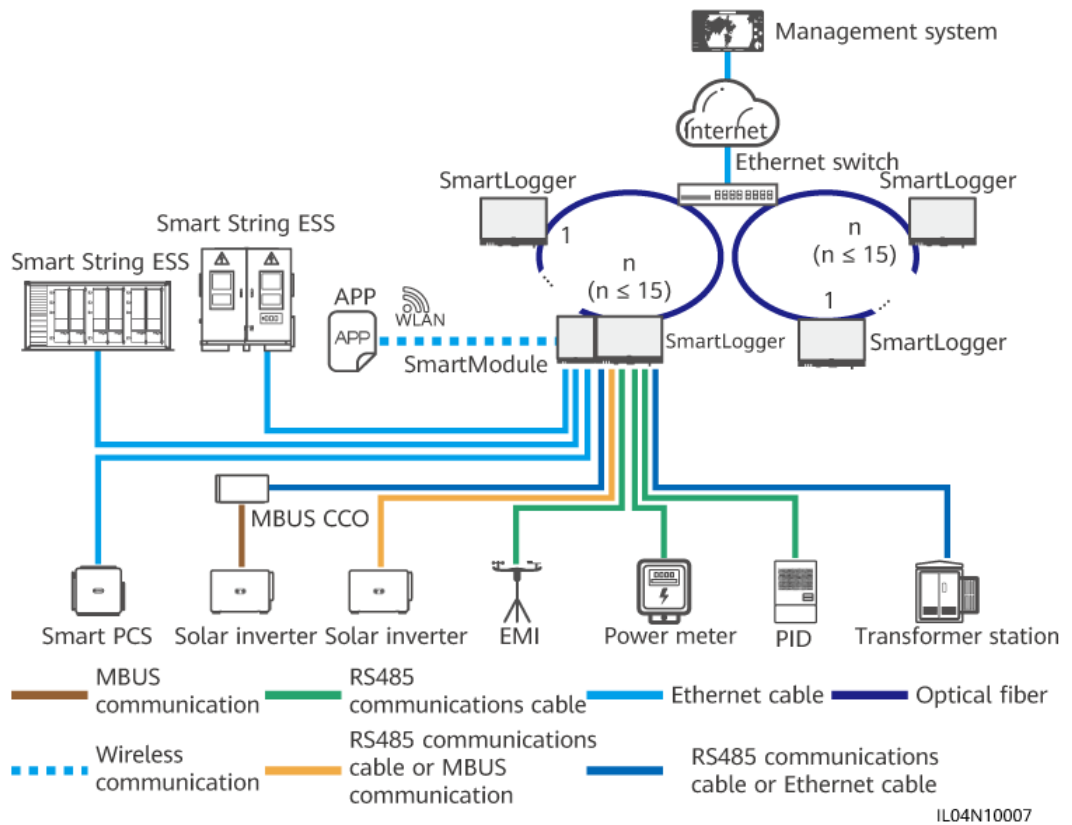 Management system
Internet
Ethernet switch
SmartLogger
SmartLogger
1
n
(n ≤ 15)
n
(n ≤ 15)
1
Smart String ESS
Smart String ESS
APP
WLAN
APP
SmartModule
SmartLogger
SmartLogger
MBUS CCO
Smart PCS
Solar inverter
Solar inverter
EMI
Power meter
PID
Transformer station
MBUS
communication
RS485
communications cable
Ethernet cable
Optical fiber
Wireless
communication
RS485 communications
cable or MBUS
communication
RS485 communications
cable or Ethernet cable
IL04N10007